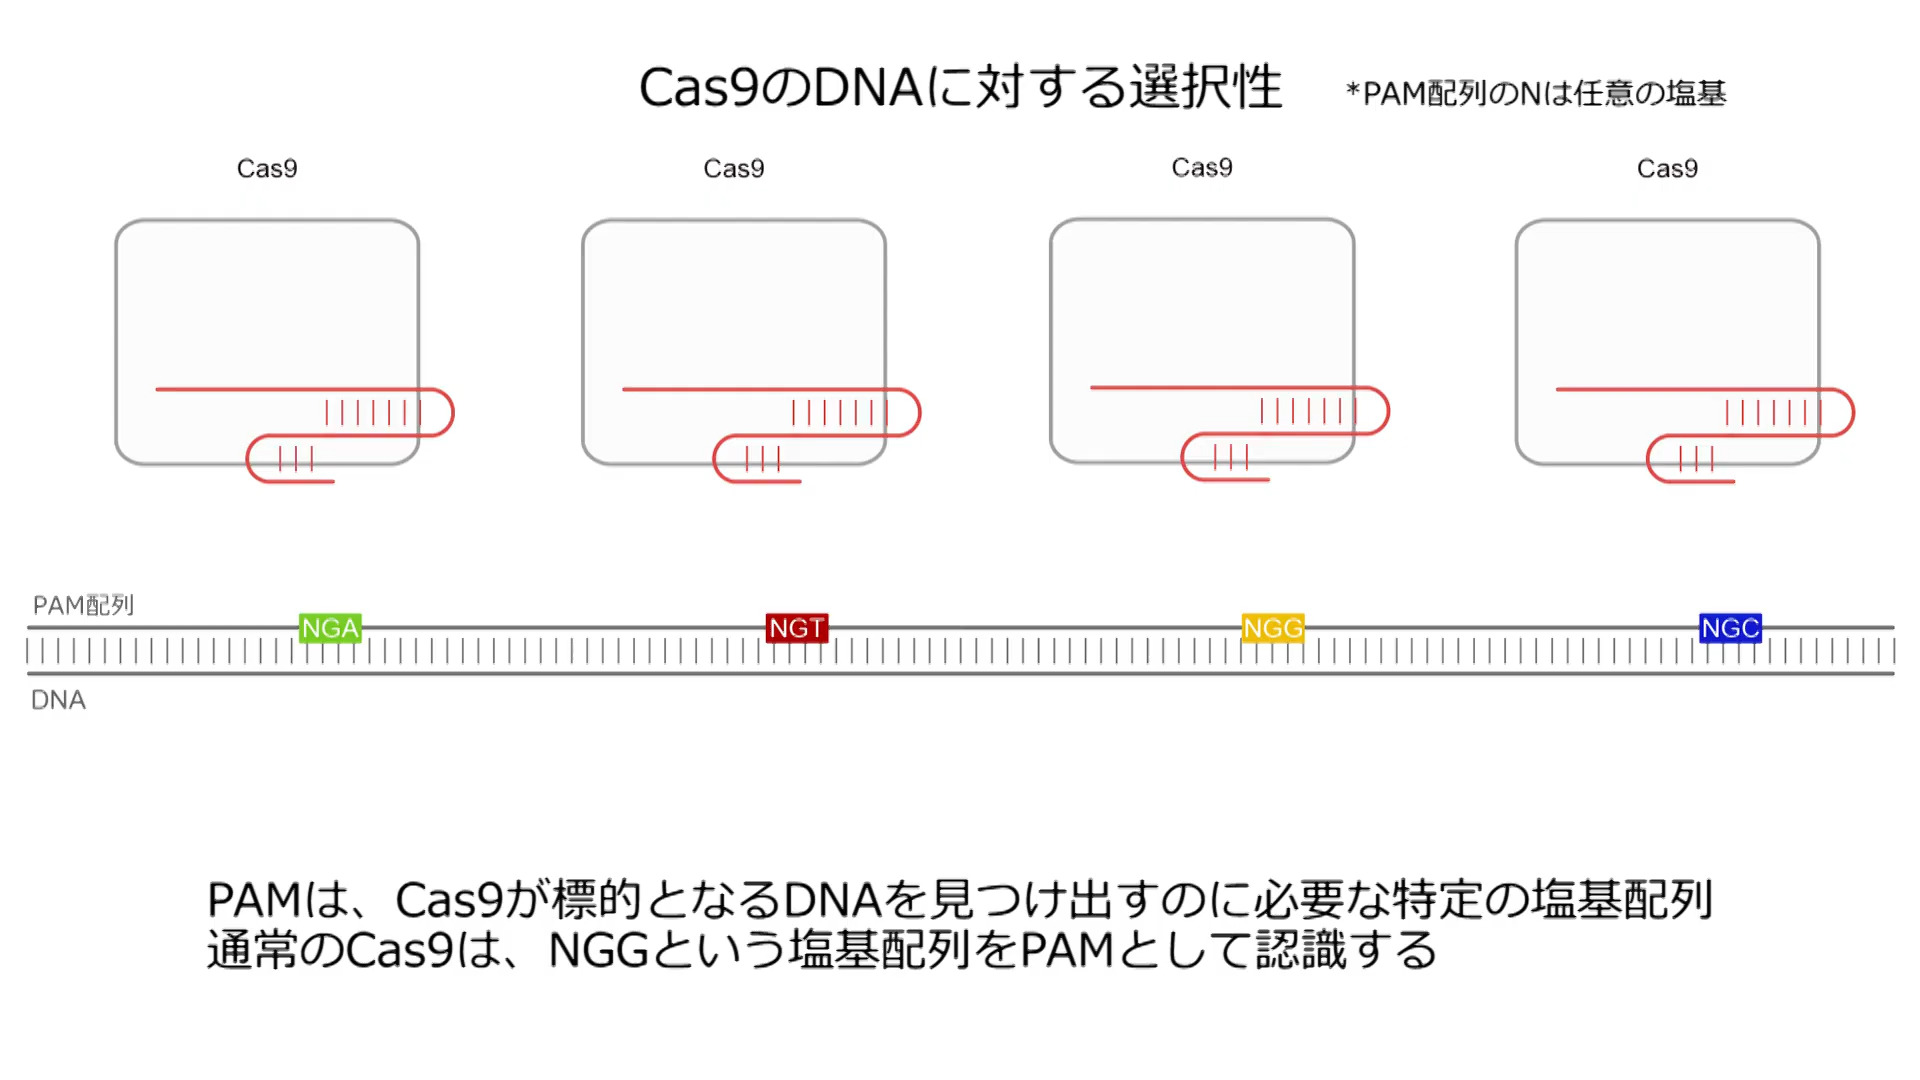 Cas9のDNAに対する選択性
*PAM配列のNは任意の塩基
Cas9 Cas9 Cas9 Cas9
PAM配列
NGA NGT NGG NGC
DNA
PAMは、Cas9が標的となるDNAを見つけ出すのに必要な特定の塩基配列
通常のCas9は、NGGという塩基配列をPAMとして認識する